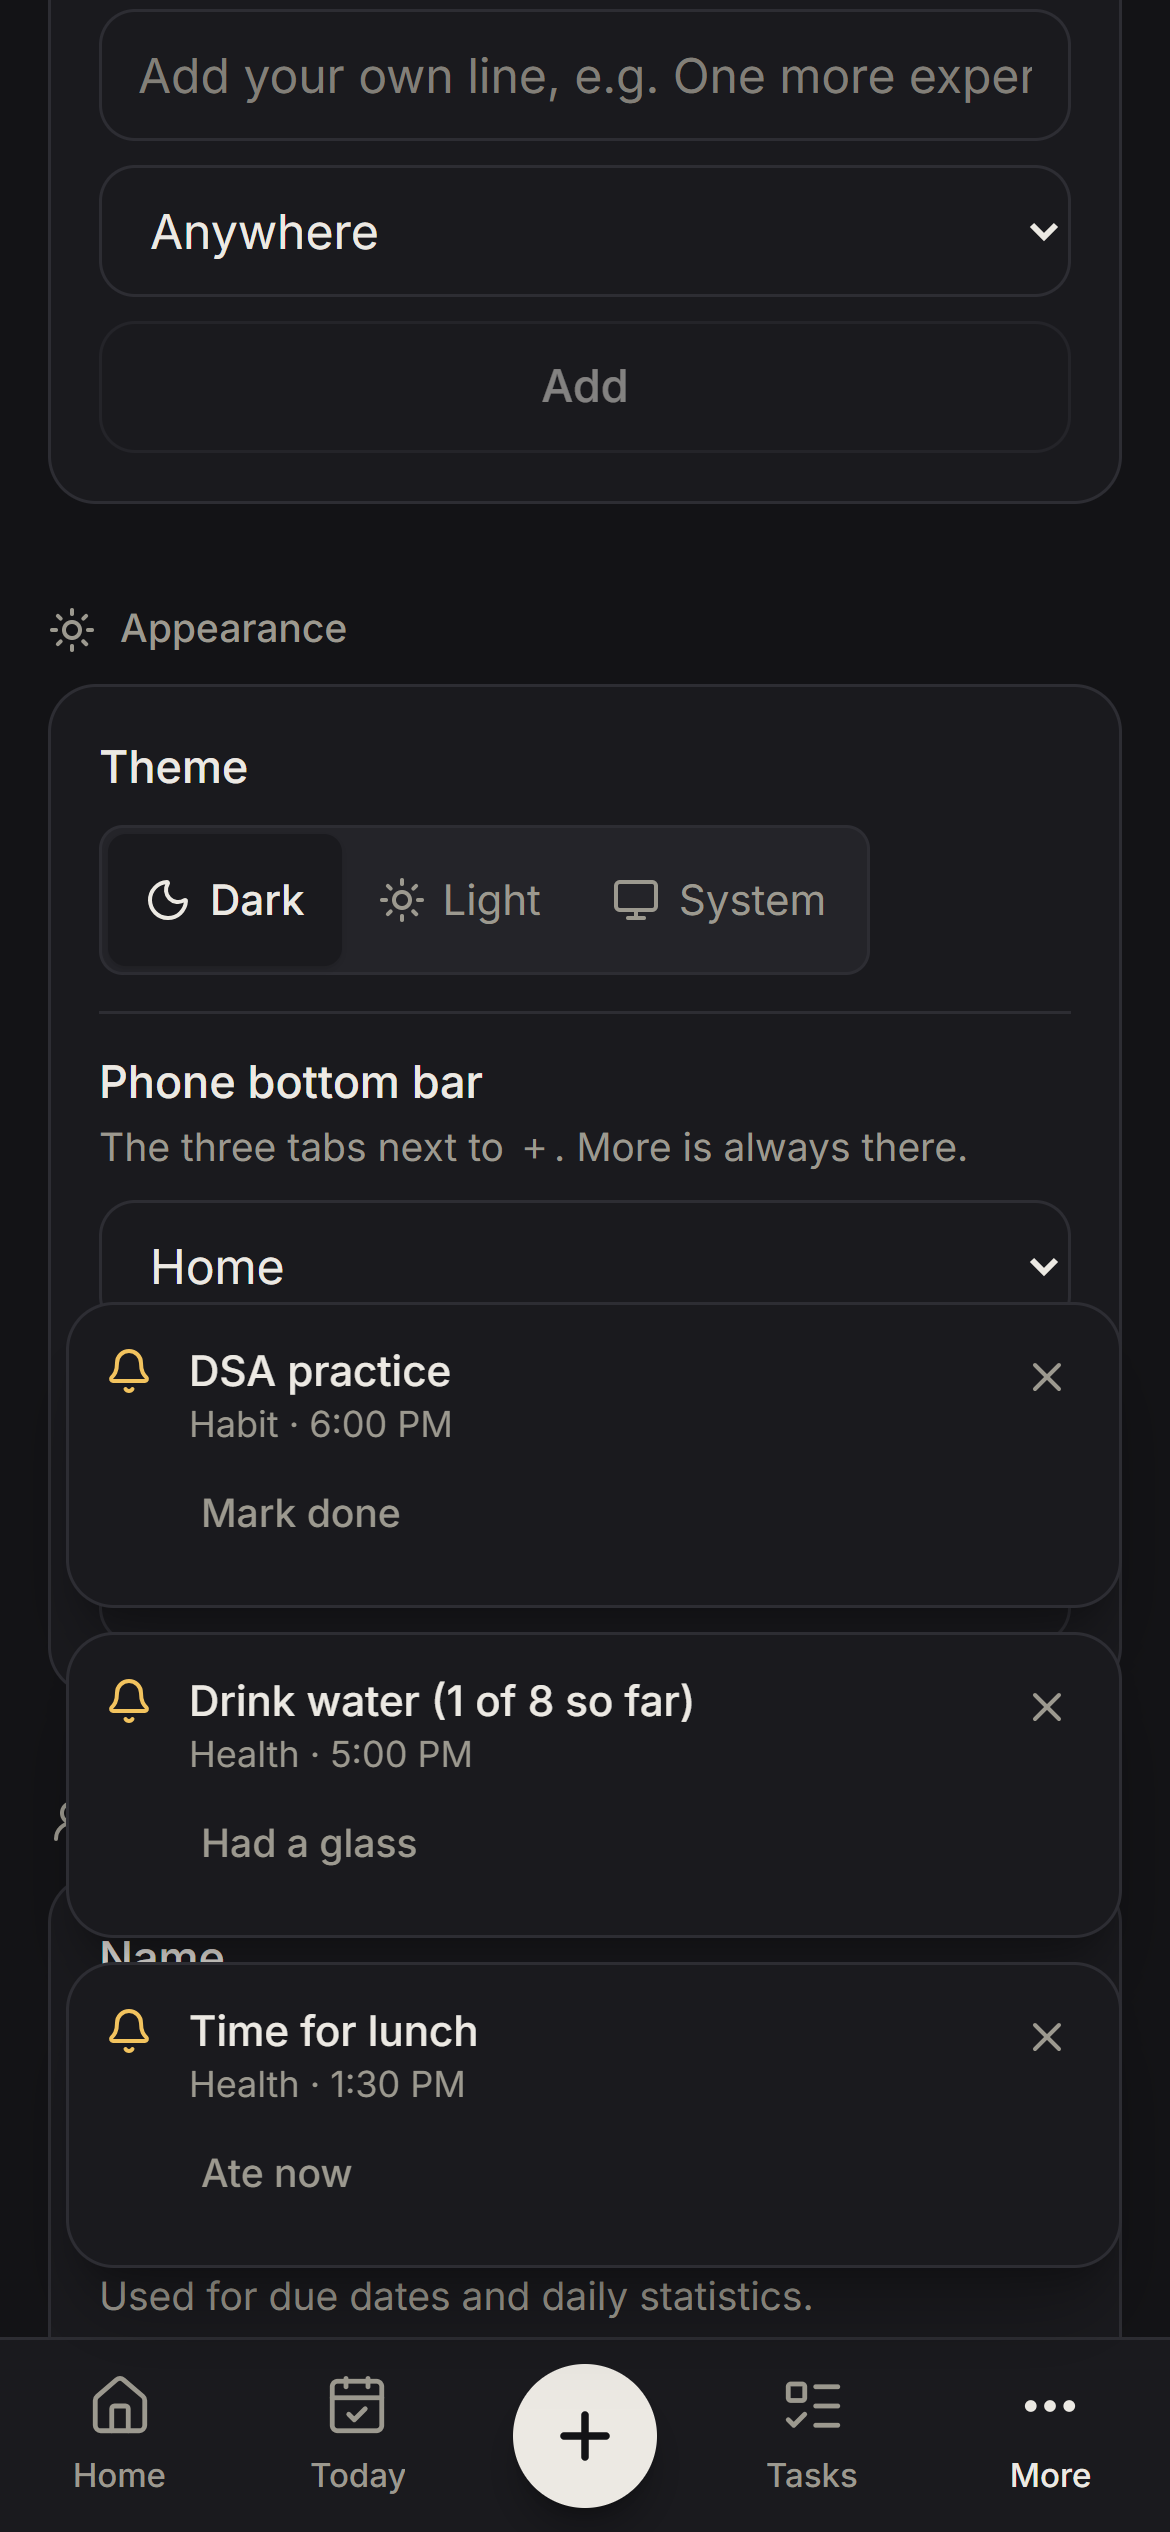 Add your own line, e.g. One more exper
Anywhere
Add
Appearance
Theme
Dark Light System
Phone bottom bar
The three tabs next to +. More is always there.
Home
DSA practice
Habit · 6:00 PM
Mark done
Drink water (1 of 8 so far)
Health · 5:00 PM
Had a glass
Name
Time for lunch
Health · 1:30 PM
Ate now
Used for due dates and daily statistics.
Home Today Tasks More